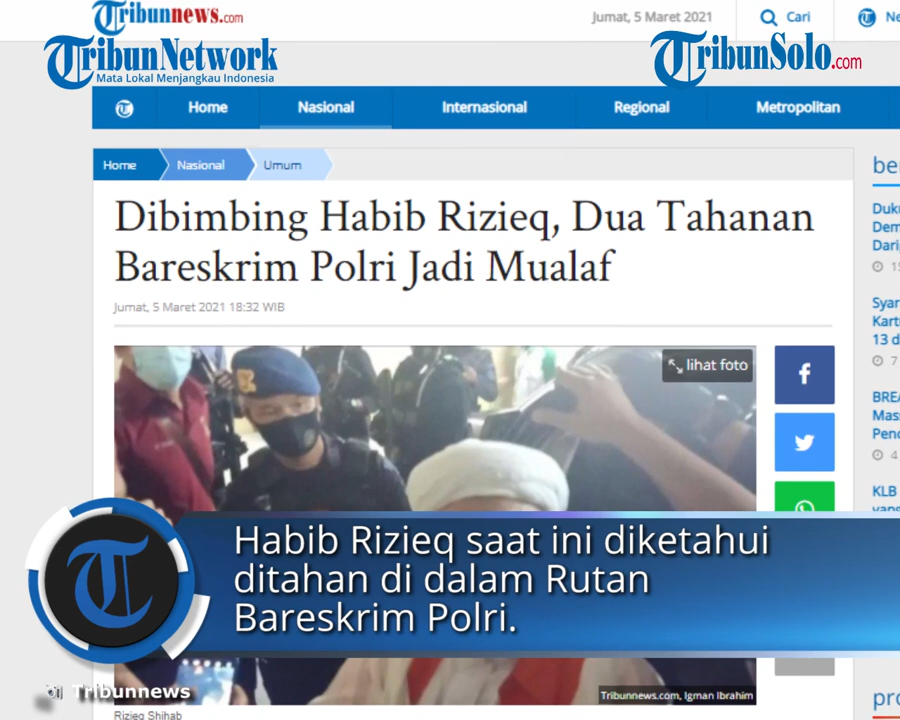 Tribunnews.com
Jumat, 5 Maret 2021
Cari
TribunNetwork
Mata Lokal Menjangkau Indonesia
TribunSolo.com
Home
Nasional
Internasional
Regional
Metropolitan
Home
Nasional
Umum
Dibimbing Habib Rizieq, Dua Tahanan
Bareskrim Polri Jadi Mualaf
Jumat, 5 Maret 2021 18:32 WIB
lihat foto
Habib Rizieq saat ini diketahui
ditahan di dalam Rutan
Bareskrim Polri.
Tribunnews
Tribunnews.com, Igman Ibrahim
Rizieq Shihab
13 d
KLB